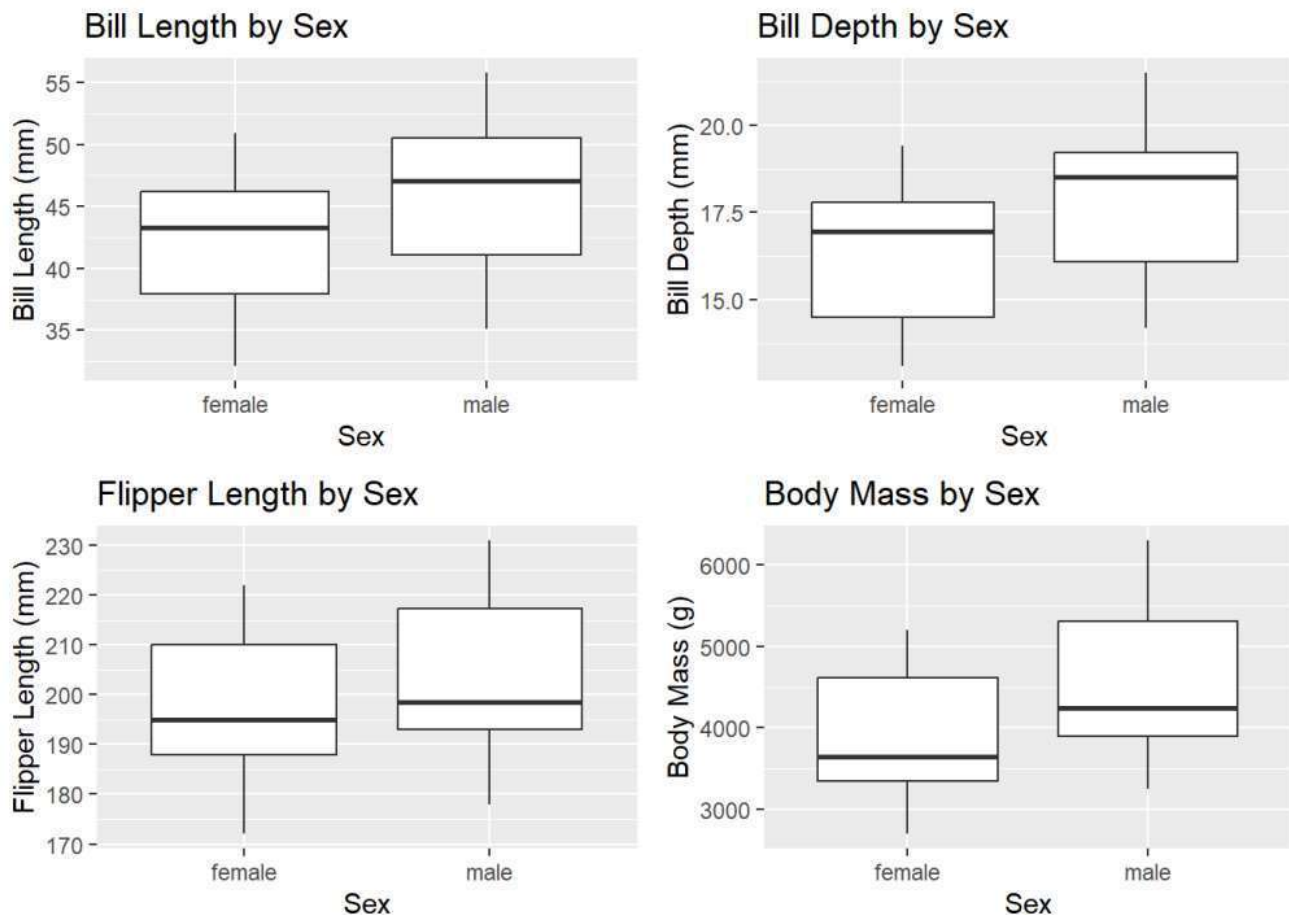 Bill Length by Sex
Bill Length (mm)
55
50
45
40
35
female male
Sex
Bill Depth by Sex
Bill Depth (mm)
20.0
17.5
15.0
female male
Sex
Flipper Length by Sex
Flipper Length (mm)
230
220
210
200
190
180
170
female male
Sex
Body Mass by Sex
Body Mass (g)
6000
5000
4000
3000
female male
Sex